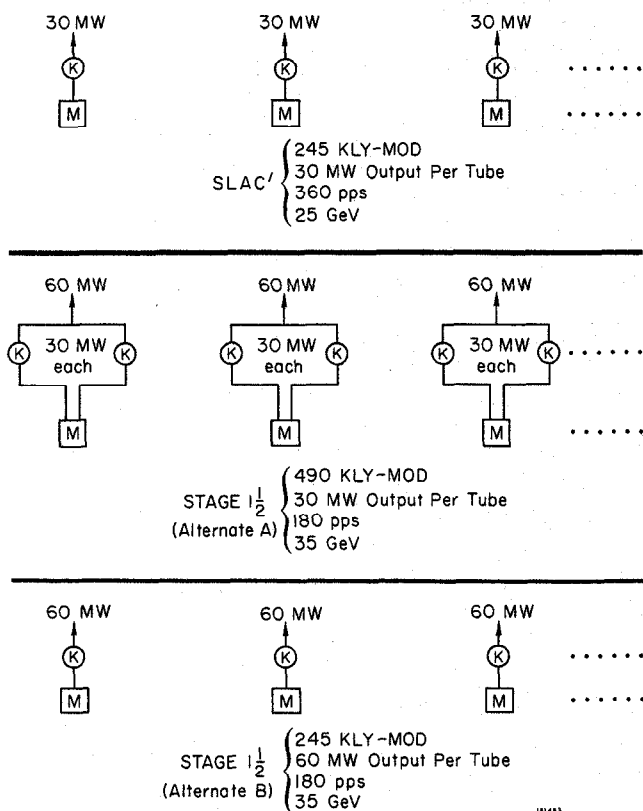 30 MW 30 MW 30 MW
K K K ......
M M M ......
SLAC' { 245 KLY-MOD
30 MW Output Per Tube
360 pps
25 GeV
60 MW 60 MW 60 MW
K 30 MW each K K 30 MW each K K 30 MW each K ......
M M M ......
STAGE 1½ (Alternate A) { 490 KLY-MOD
30 MW Output Per Tube
180 pps
35 GeV
60 MW 60 MW 60 MW
K K K ......
M M M ......
STAGE 1½ (Alternate B) { 245 KLY-MOD
60 MW Output Per Tube
180 pps
35 GeV